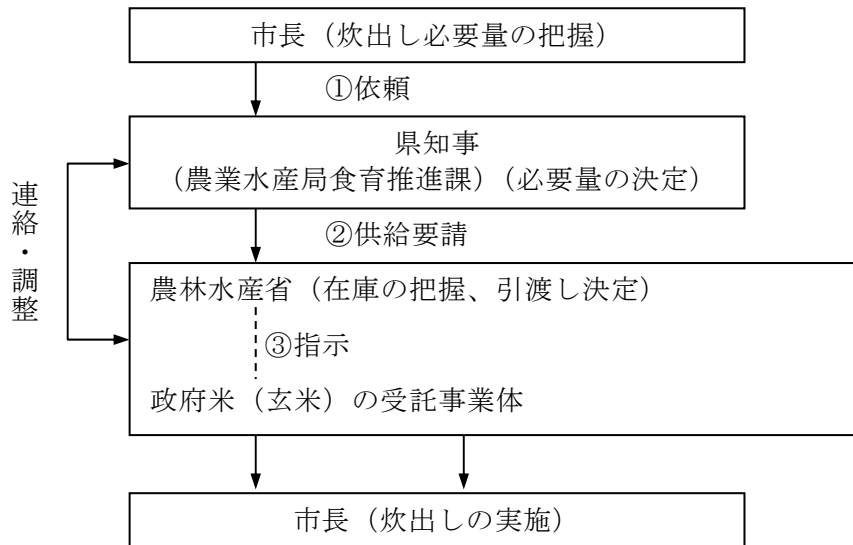 市長（炊出し必要量の把握）
①依頼
県知事
（農業水産局食育推進課）（必要量の決定）
連絡・調整
②供給要請
農林水産省（在庫の把握、引渡し決定）
③指示
政府米（玄米）の受託事業体
市長（炊出しの実施）